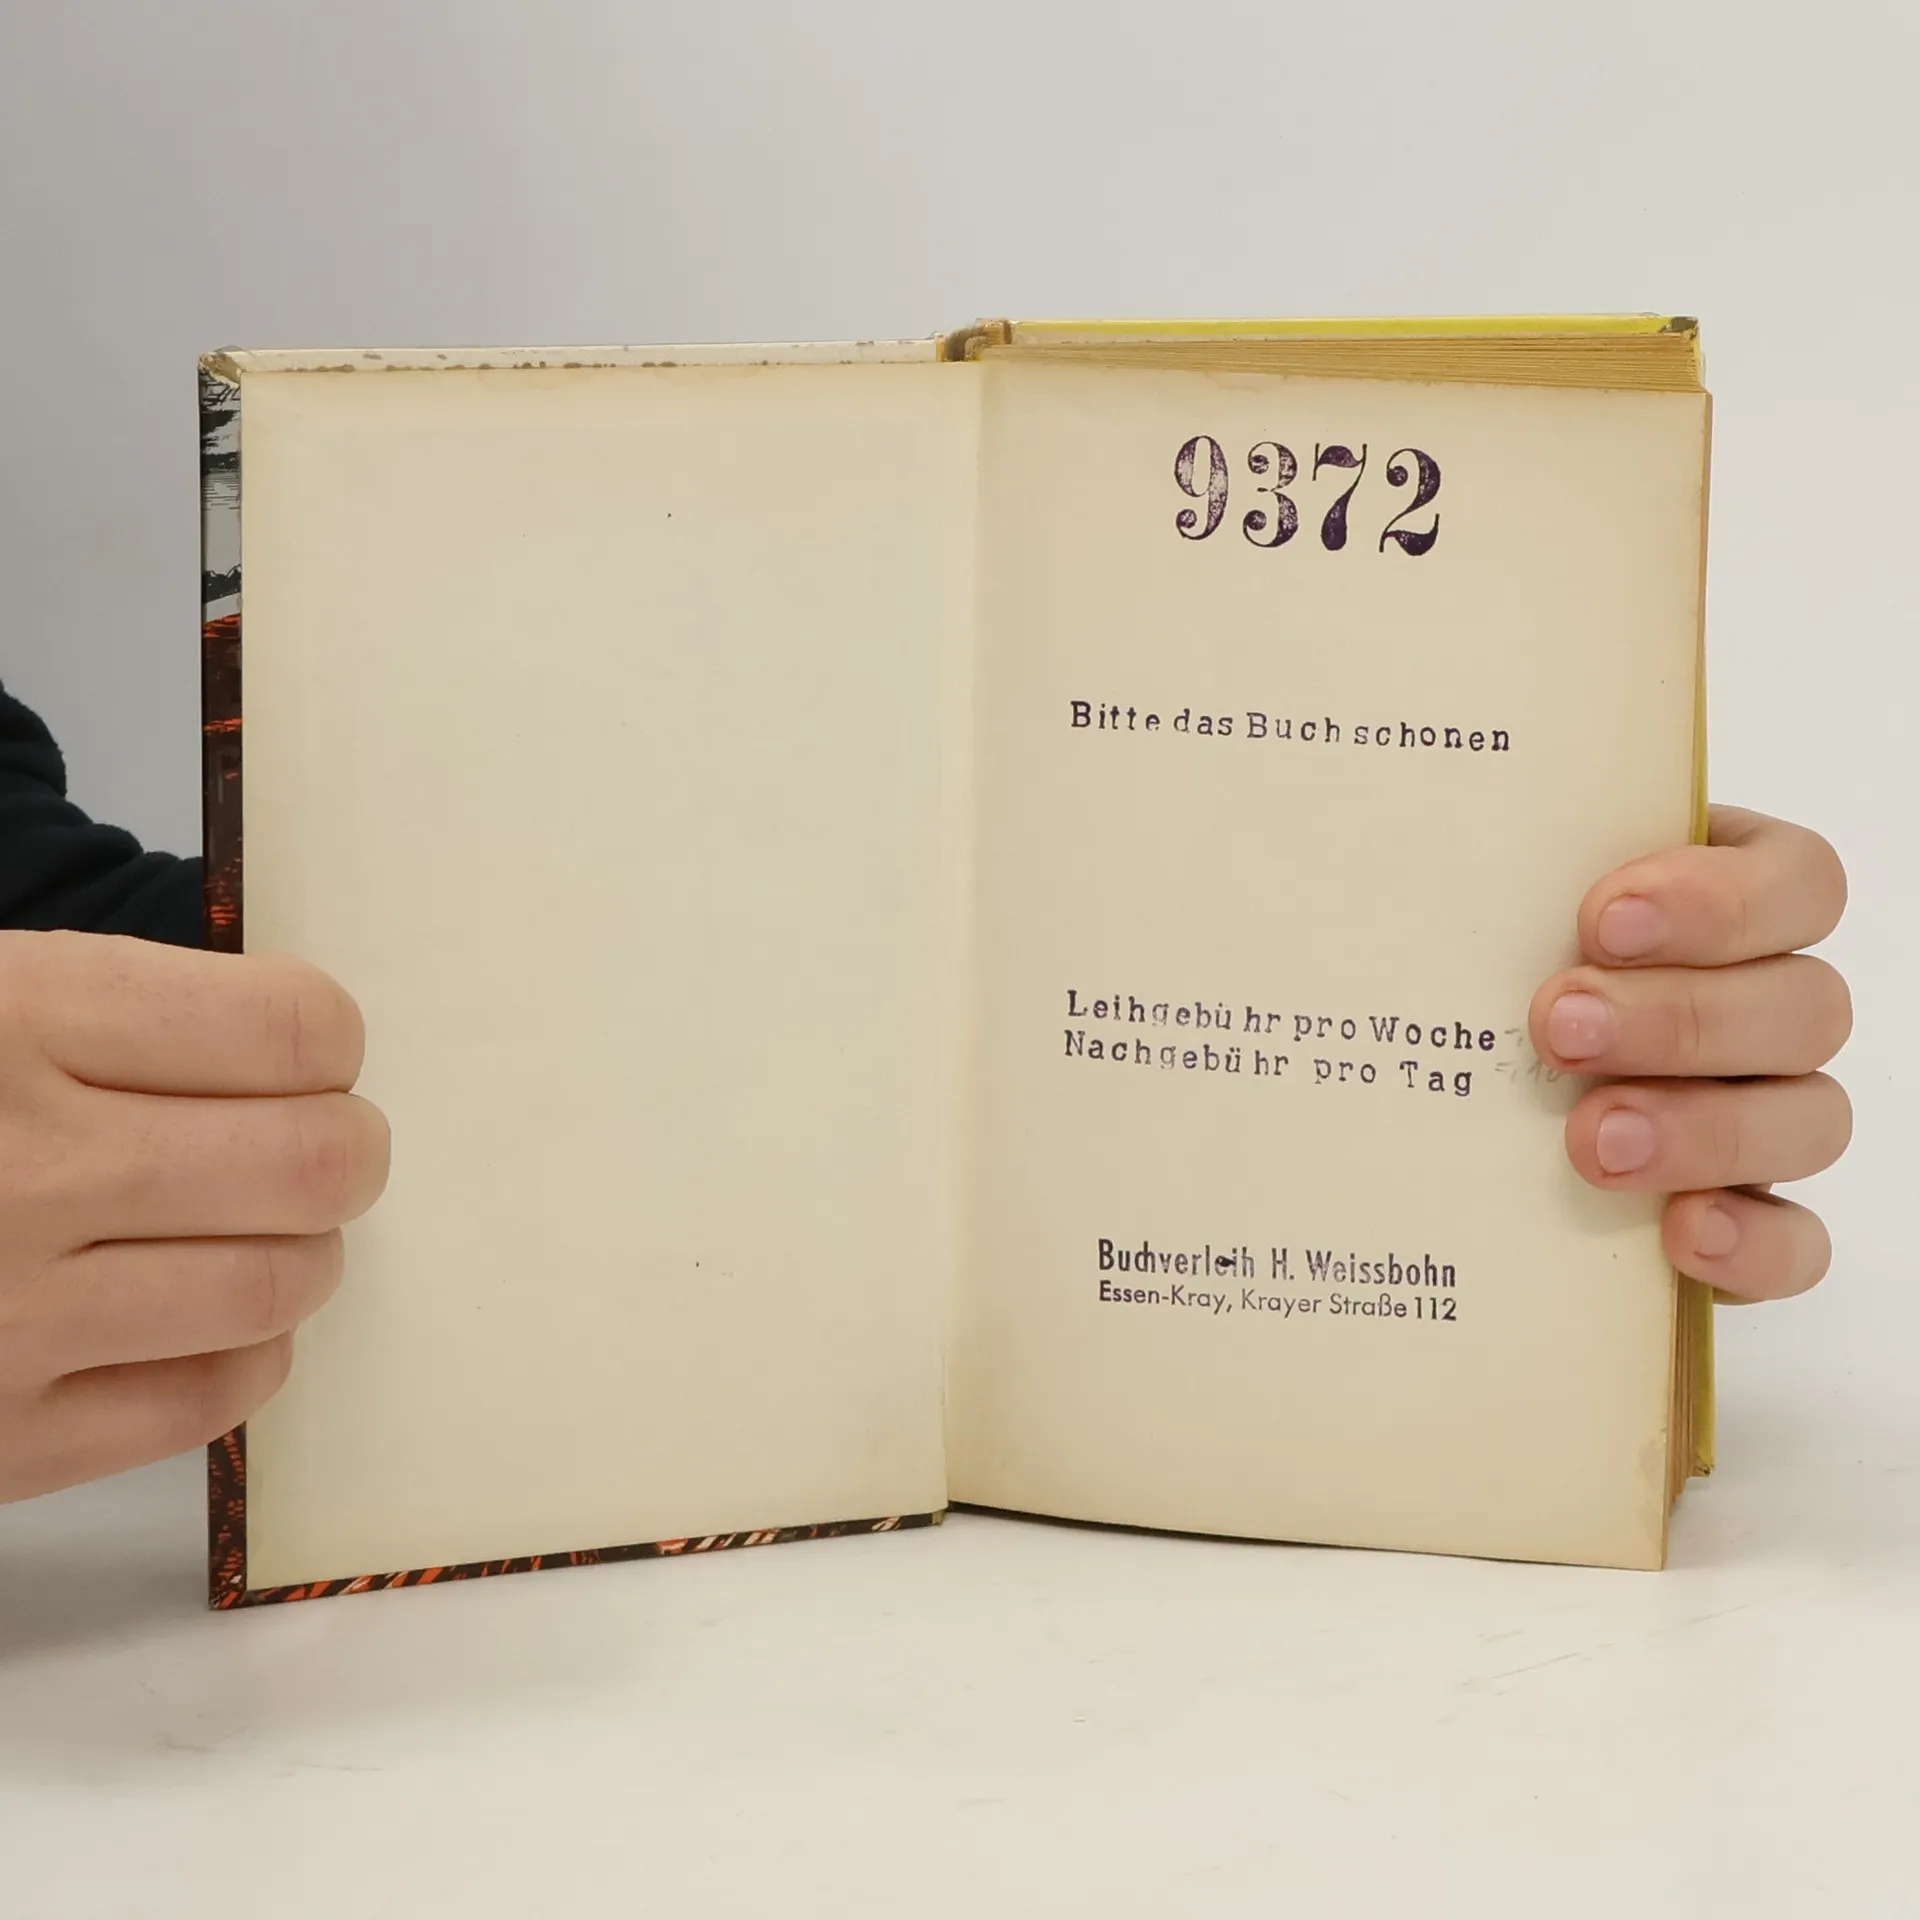 9372
Bitte das Buch schonen
Leihgebühr pro Woche
Nachgebühr pro Tag
Buchverleih H. Weissbohn
Essen-Kray, Krayer Straße 112